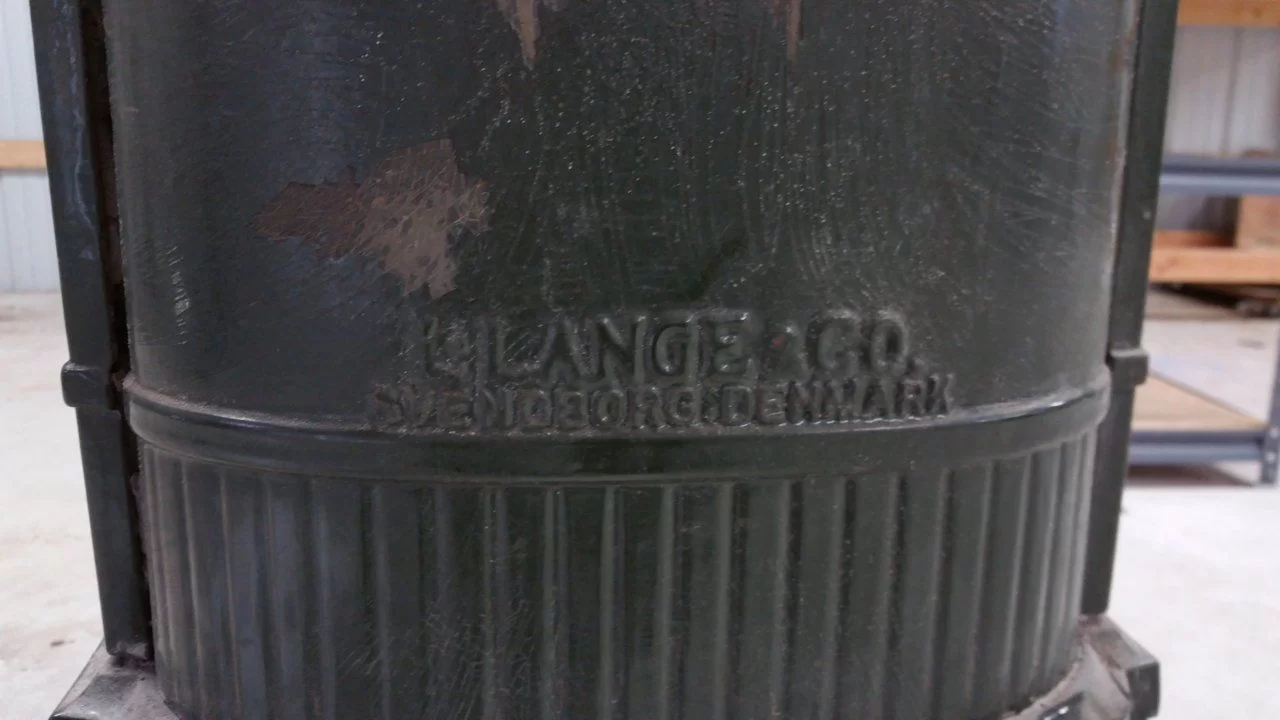 L. LANGE & CO.
SVENDBORG. DENMARK